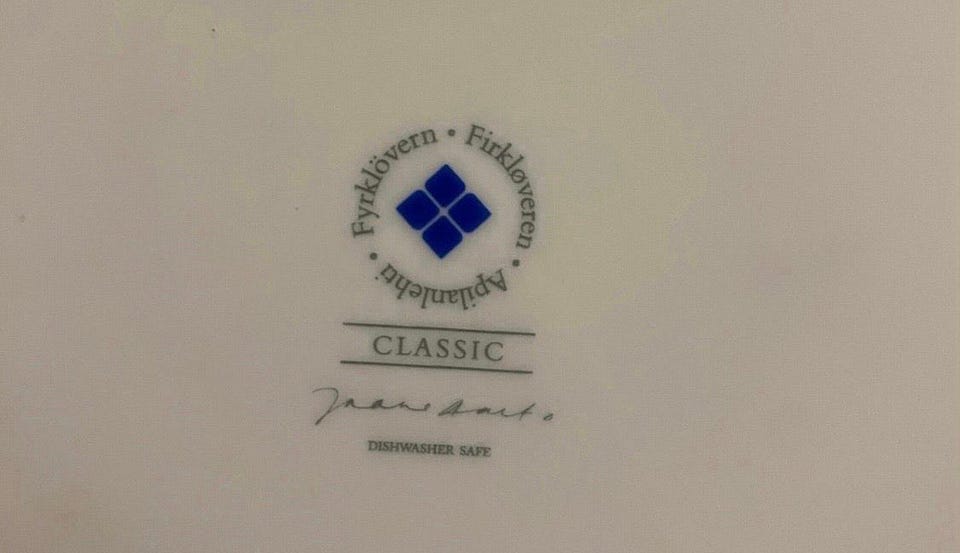 Fyrklövern • Firkløveren • Apilanlehti •
CLASSIC
DISHWASHER SAFE